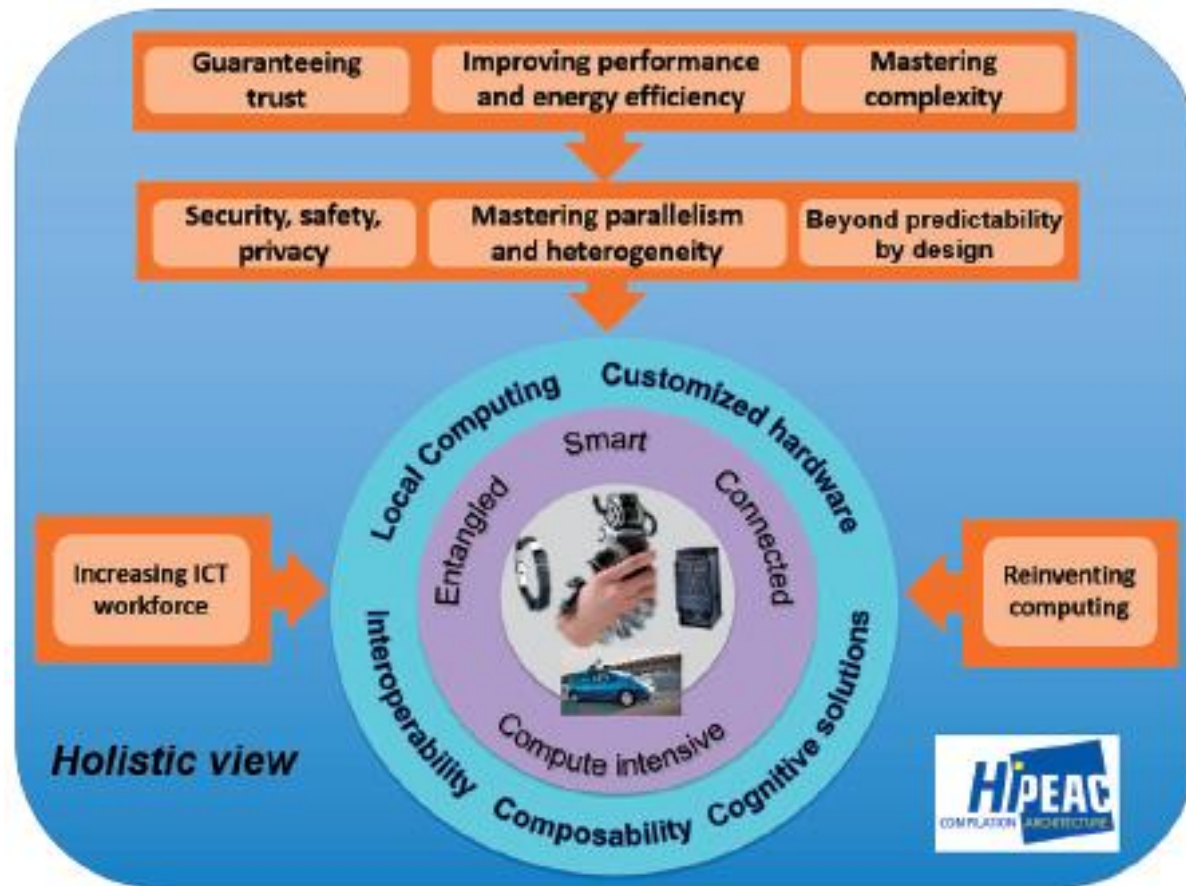 Guaranteeing
trust
Improving performance
and energy efficiency
Mastering
complexity
Security, safety,
privacy
Mastering parallelism
and heterogeneity
Beyond predictability
by design
Local Computing
Customized hardware
Smart
Entangled
Connected
Increasing ICT
workforce
Reinventing
computing
Interoperability
Cognitive solutions
Compute intensive
Composability
Holistic view
HiPEAC
COMPILATION ARCHITECTURE